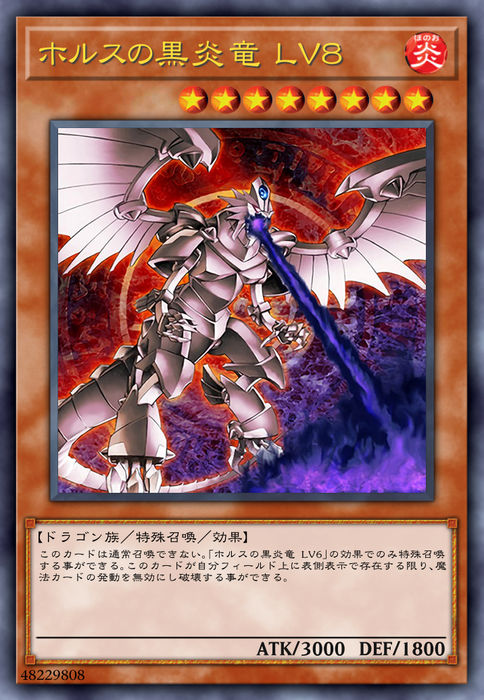 ホルスの黒炎竜 LV8
ほのお
炎
【ドラゴン族／特殊召喚／効果】
このカードは通常召喚できない。「ホルスの黒炎竜 LV6」の効果でのみ特殊召喚
する事ができる。このカードが自分フィールド上に表側表示で存在する限り、魔
法カードの発動を無効にし破壊する事ができる。
ATK/3000 DEF/1800
48229808